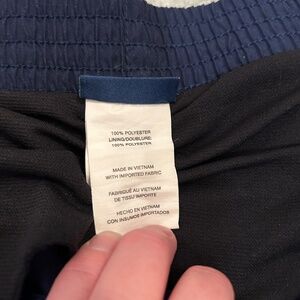 100% POLYESTER
LINING/DOUBLURE:
100% POLYESTER
MADE IN VIETNAM
WITH IMPORTED FABRIC
FABRIQUÉ AU VIETNAM
DE TISSU IMPORTE
HECHO EN VIETNAM
CON INSUMOS IMPORTADOS